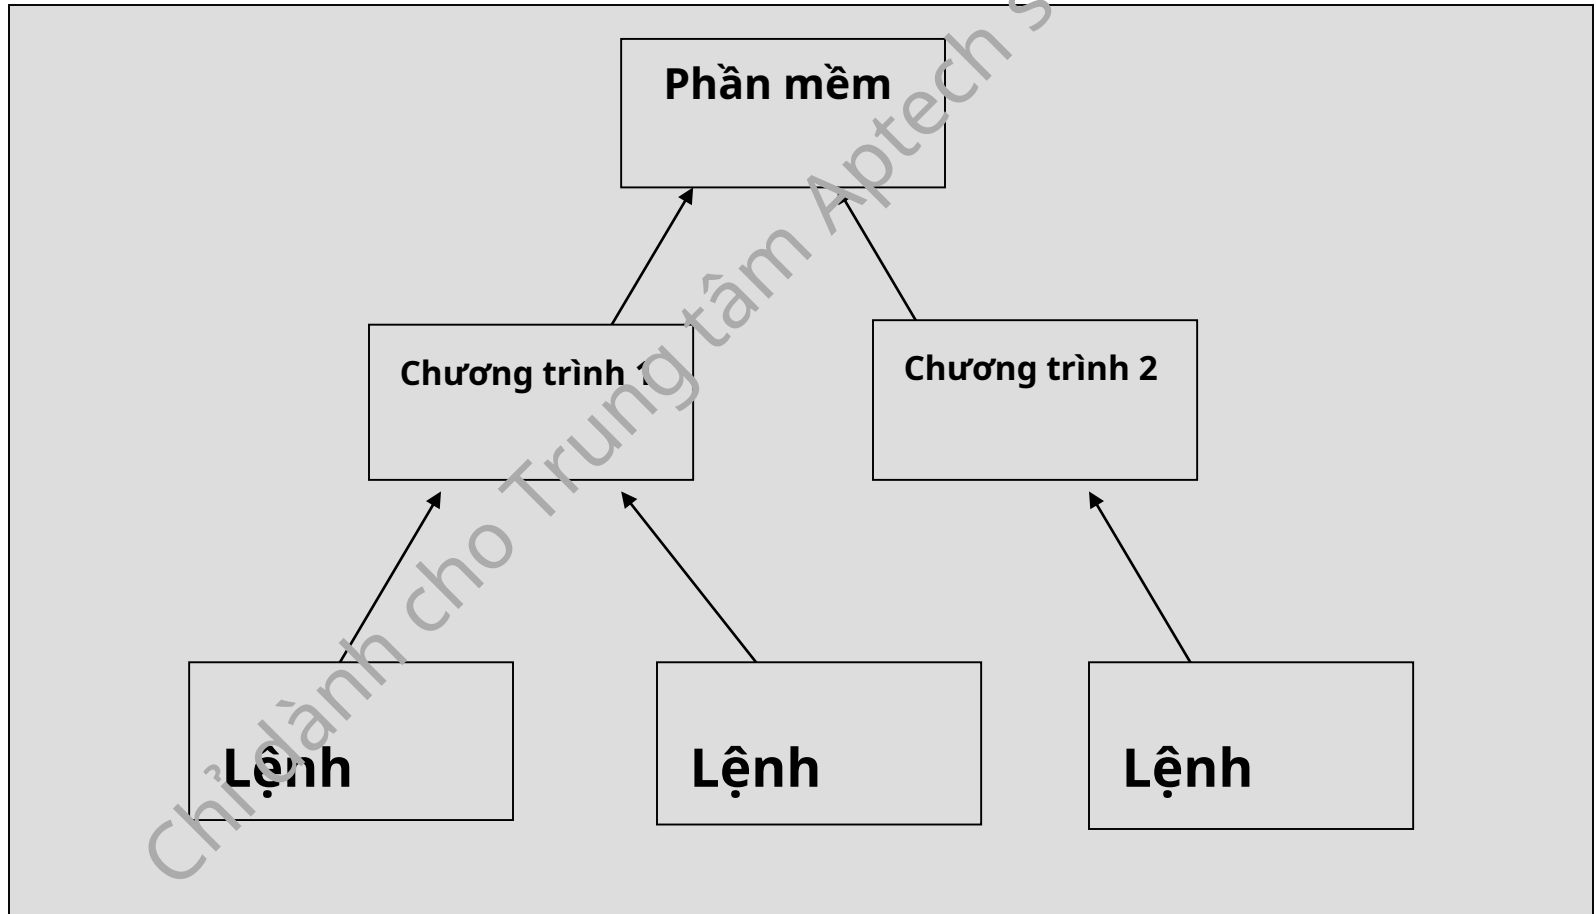 Phần mềm
Chương trình 1
Chương trình 2
Lệnh
Lệnh
Lệnh
Chỉ dành cho Trung tâm Aptech